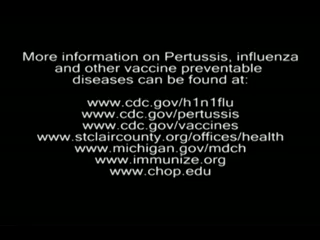 More information on Pertussis, influenza
and other vaccine preventable
diseases can be found at:
www.cdc.gov/h1n1flu
www.cdc.gov/pertussis
www.cdc.gov/vaccines
www.stclaircounty.org/offices/health
www.michigan.gov/mdch
www.immunize.org
www.chop.edu